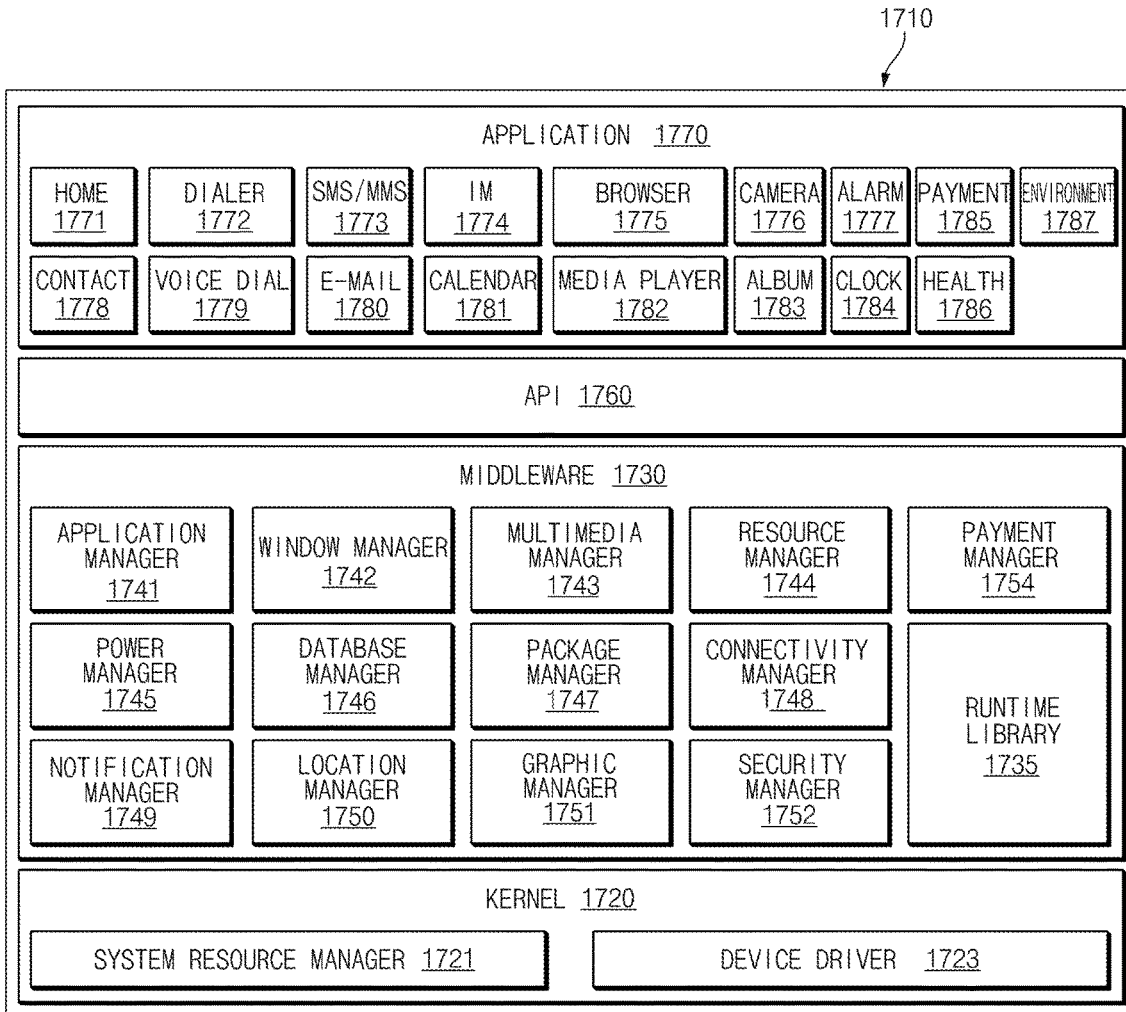 1710
APPLICATION 1770
HOME
1771
DIALER
1772
SMS/MMS
1773
IM
1774
BROWSER
1775
CAMERA
1776
ALARM
1777
PAYMENT
1785
ENVIRONMENT
1787
CONTACT
1778
VOICE DIAL
1779
E-MAIL
1780
CALENDAR
1781
MEDIA PLAYER
1782
ALBUM
1783
CLOCK
1784
HEALTH
1786
API 1760
MIDDLEWARE 1730
APPLICATION
MANAGER
1741
WINDOW MANAGER
1742
MULTIMEDIA
MANAGER
1743
RESOURCE
MANAGER
1744
PAYMENT
MANAGER
1754
POWER
MANAGER
1745
DATABASE
MANAGER
1746
PACKAGE
MANAGER
1747
CONNECTIVITY
MANAGER
1748
RUNTIME
LIBRARY
1735
NOTIFICATION
MANAGER
1749
LOCATION
MANAGER
1750
GRAPHIC
MANAGER
1751
SECURITY
MANAGER
1752
KERNEL 1720
SYSTEM RESOURCE MANAGER 1721
DEVICE DRIVER 1723